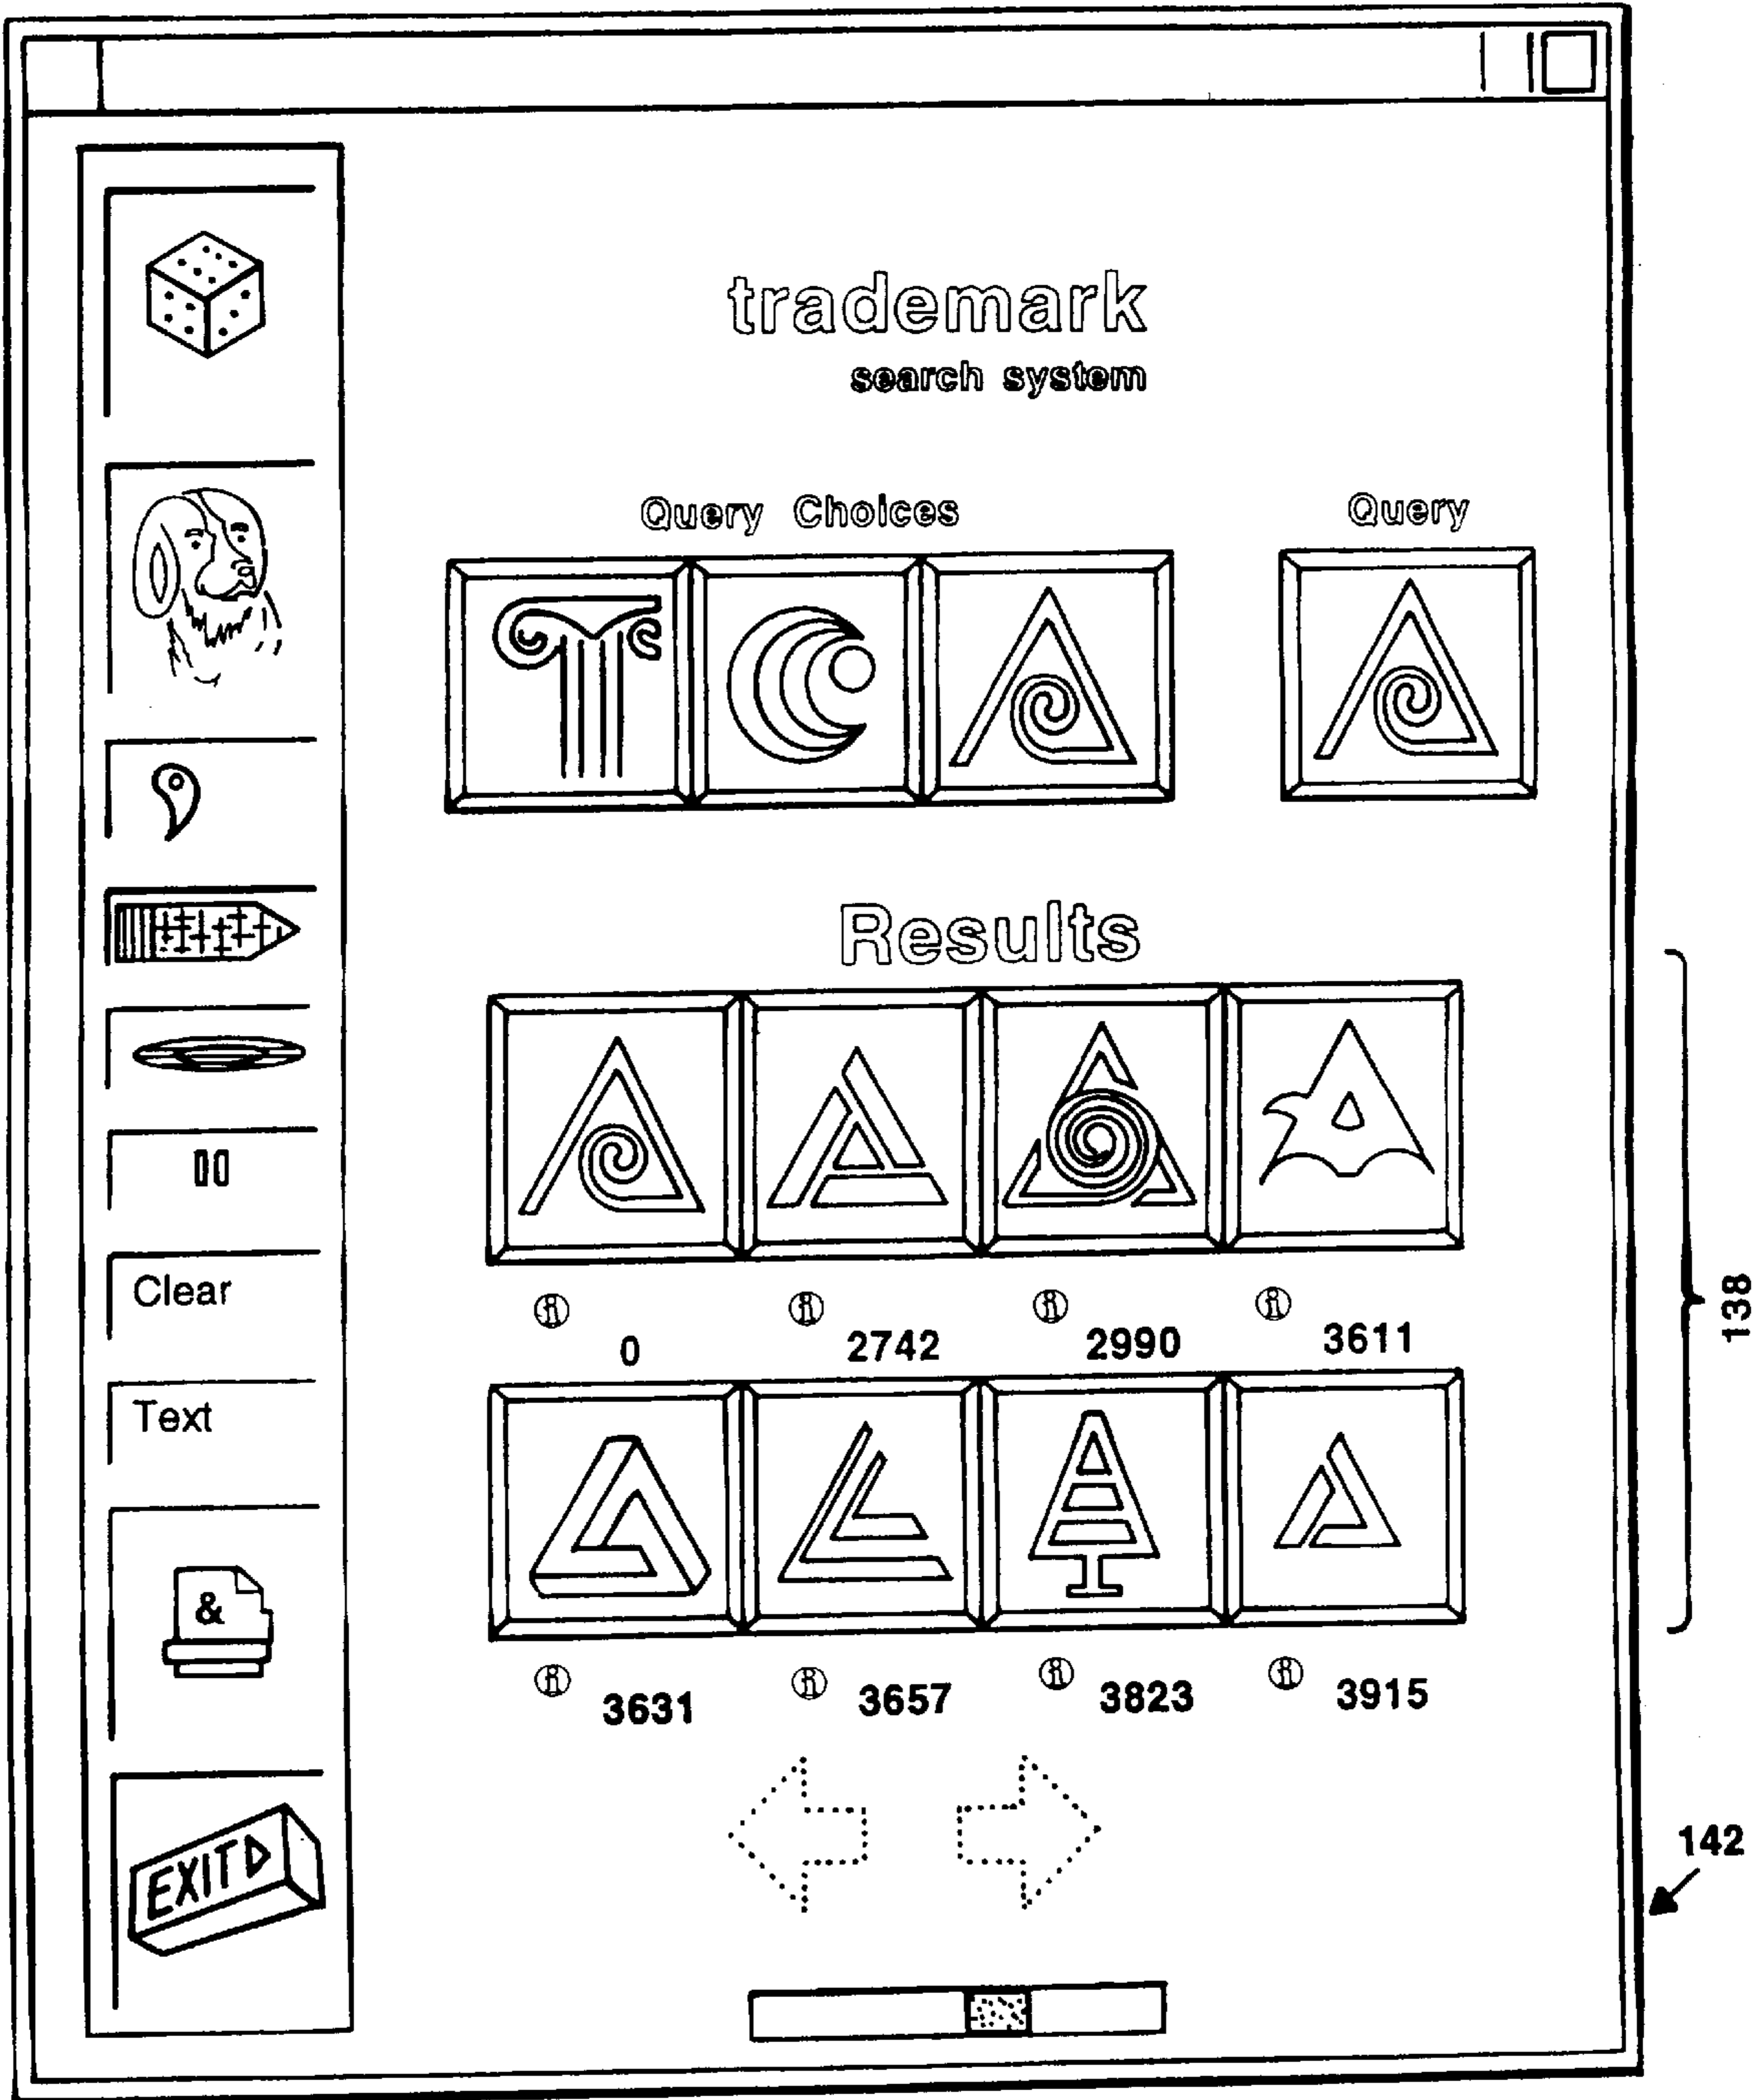 trademark
search system
Query Choices
Query
Results
0
2742
2990
3611
138
Clear
Text
&
3631
3657
3823
3915
142
EXIT